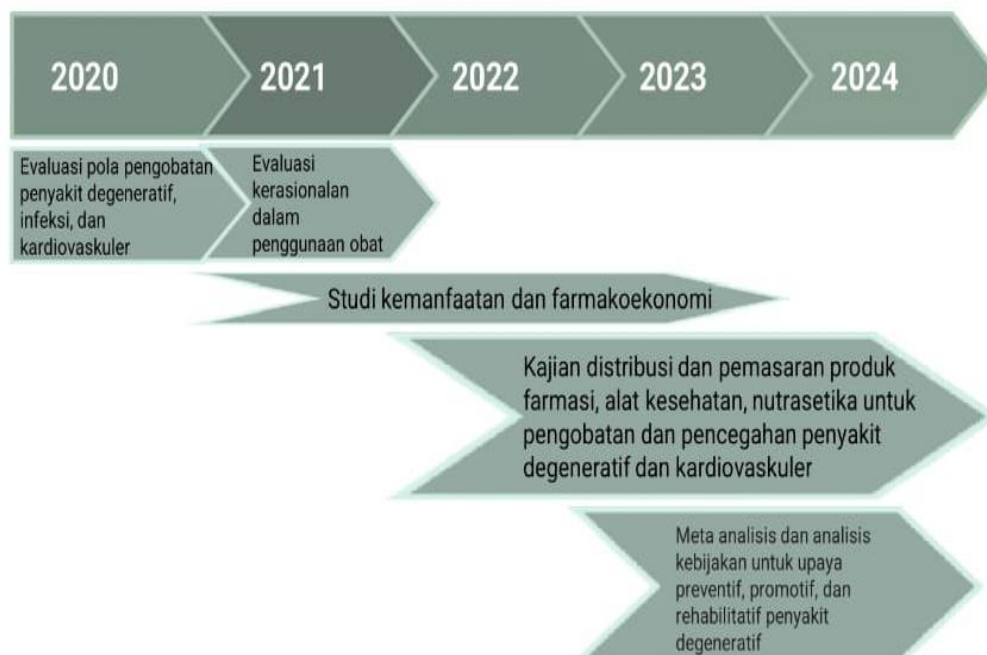 2020
2021
2022
2023
2024
Evaluasi pola pengobatan
penyakit degeneratif,
infeksi, dan
kardiovaskuler
Evaluasi
kerasionalan
dalam
penggunaan obat
Studi kemanfaatan dan farmakoekonomi
Kajian distribusi dan pemasaran produk
farmasi, alat kesehatan, nutrasetika untuk
pengobatan dan pencegahan penyakit
degeneratif dan kardiovaskuler
Meta analisis dan analisis
kebijakan untuk upaya
preventif, promotif, dan
rehabilitatif penyakit
degeneratif